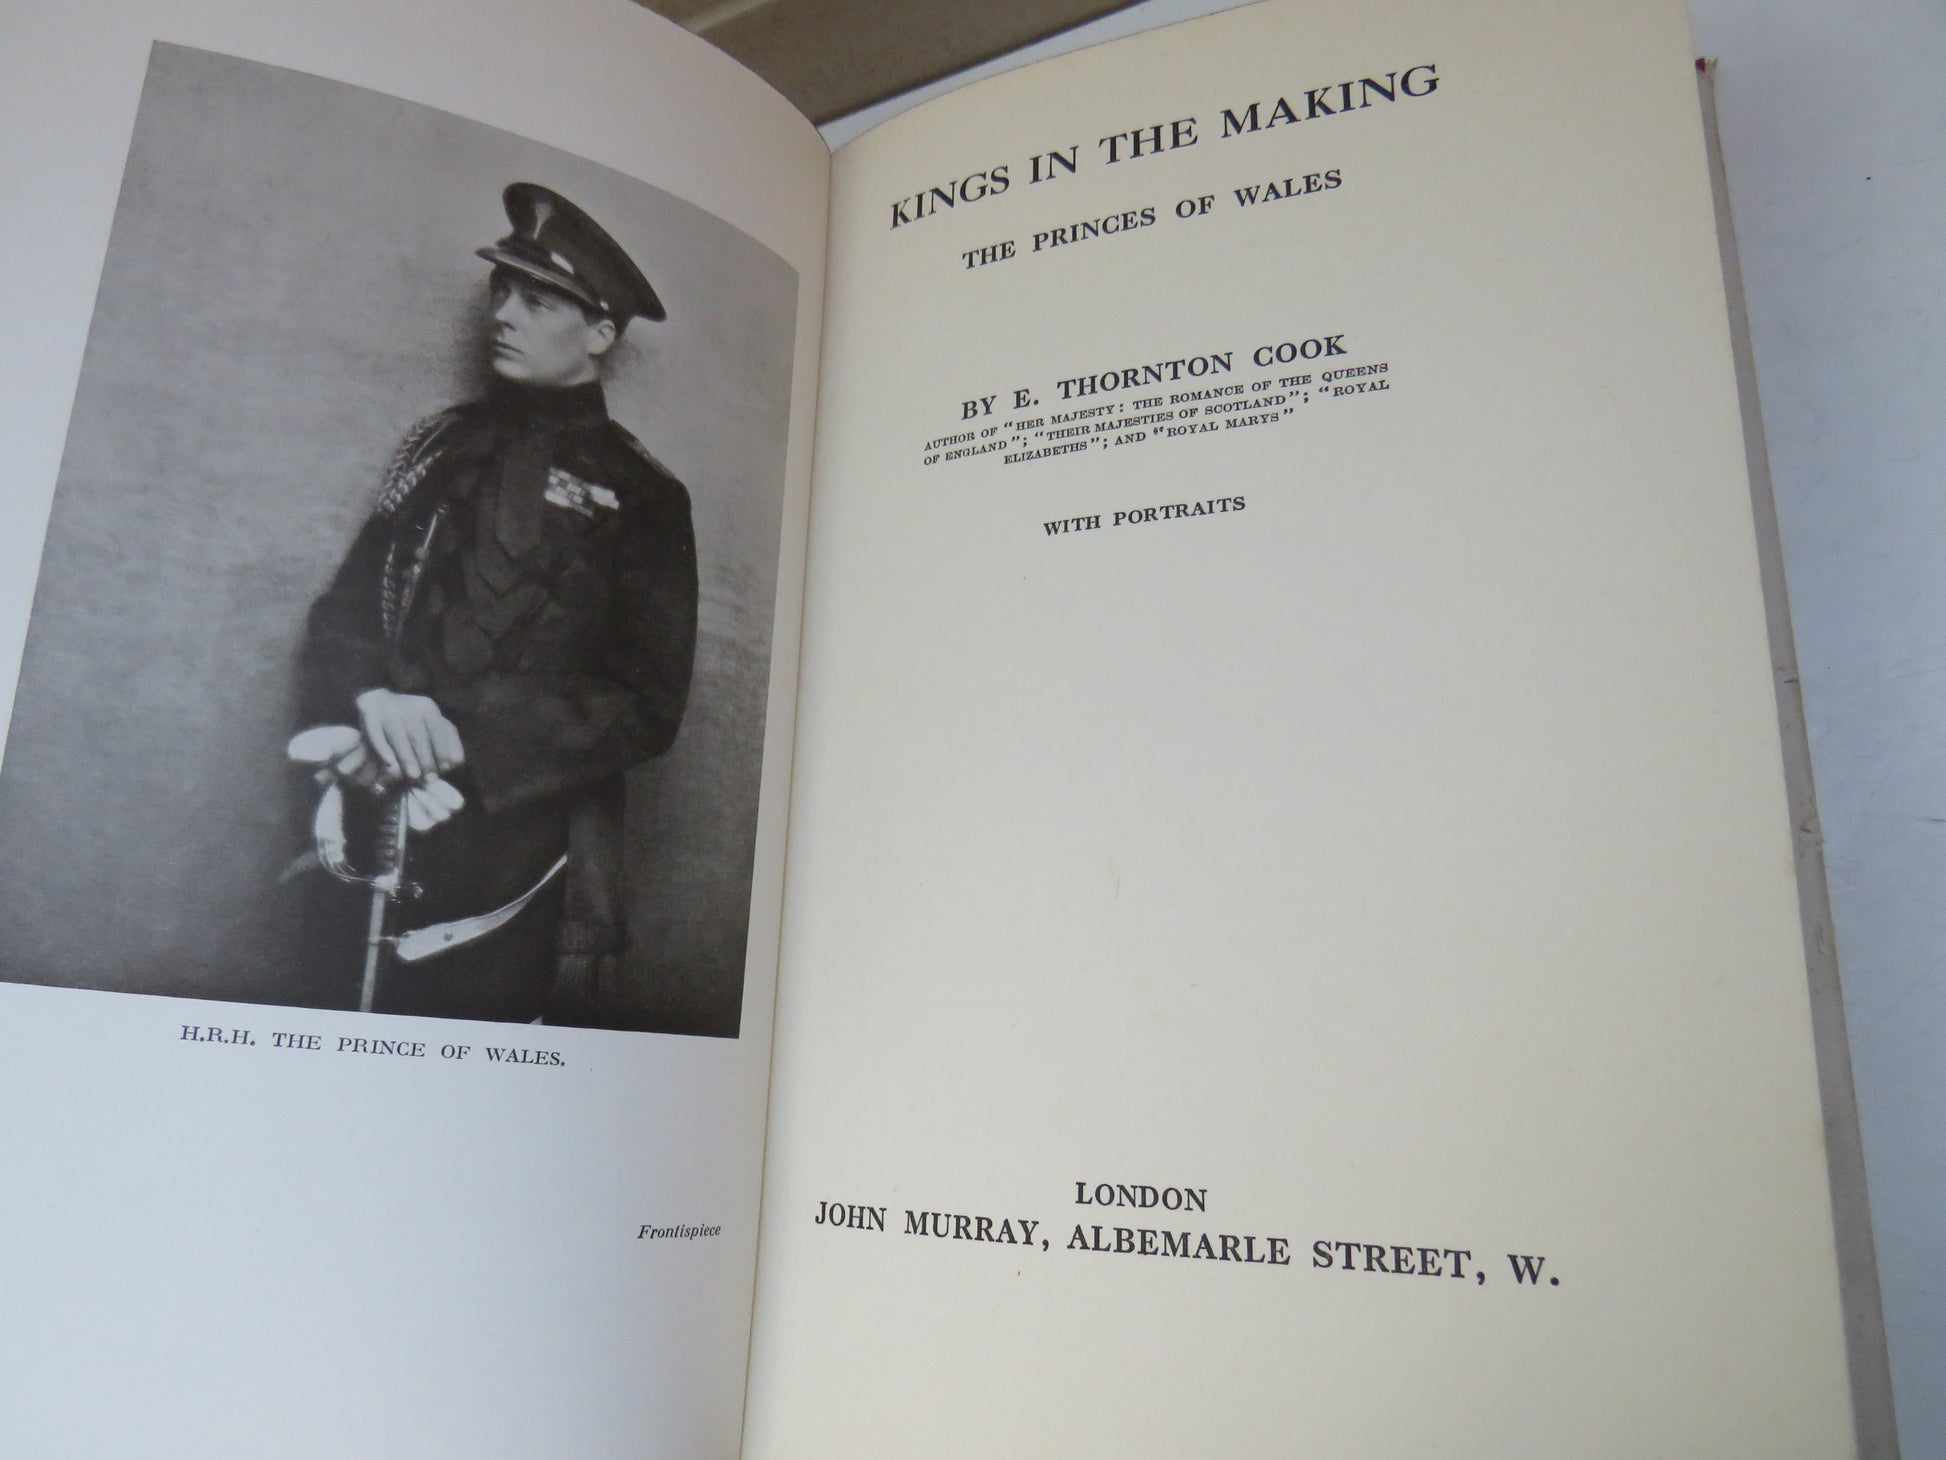 H.R.H. THE PRINCE OF WALES.
Frontispiece
KINGS IN THE MAKING
THE PRINCES OF WALES
BY E. THORNTON COOK
AUTHOR OF "HER MAJESTY: THE ROMANCE OF THE QUEENS
OF ENGLAND"; "THEIR MAJESTIES OF SCOTLAND"; "ROYAL
ELIZABETHS"; AND "ROYAL MARYS"
WITH PORTRAITS
LONDON
JOHN MURRAY, ALBEMARLE STREET, W.